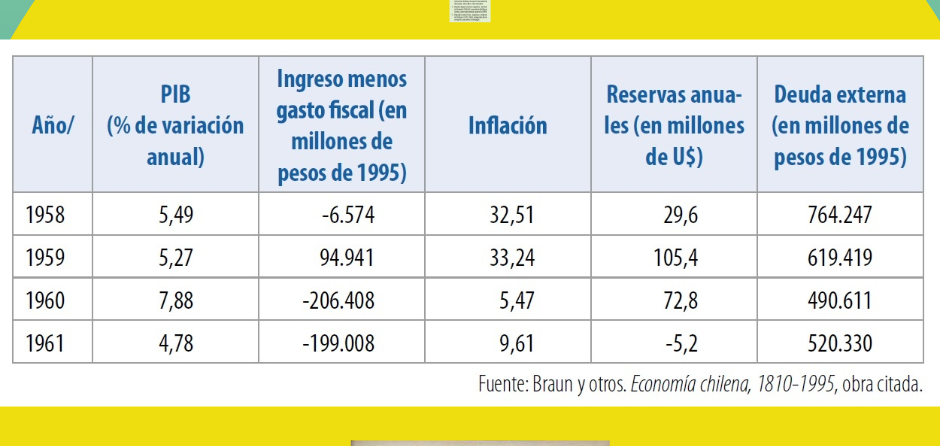 Año/ | PIB (% de variación anual) | Ingreso menos gasto fiscal (en millones de pesos de 1995) | Inflación | Reservas anua-les (en millones de U$) | Deuda externa (en millones de pesos de 1995)
1958 | 5,49 | -6.574 | 32,51 | 29,6 | 764.247
1959 | 5,27 | 94.941 | 33,24 | 105,4 | 619.419
1960 | 7,88 | -206.408 | 5,47 | 72,8 | 490.611
1961 | 4,78 | -199.008 | 9,61 | -5,2 | 520.330
Fuente: Braun y otros. Economía chilena, 1810-1995, obra citada.